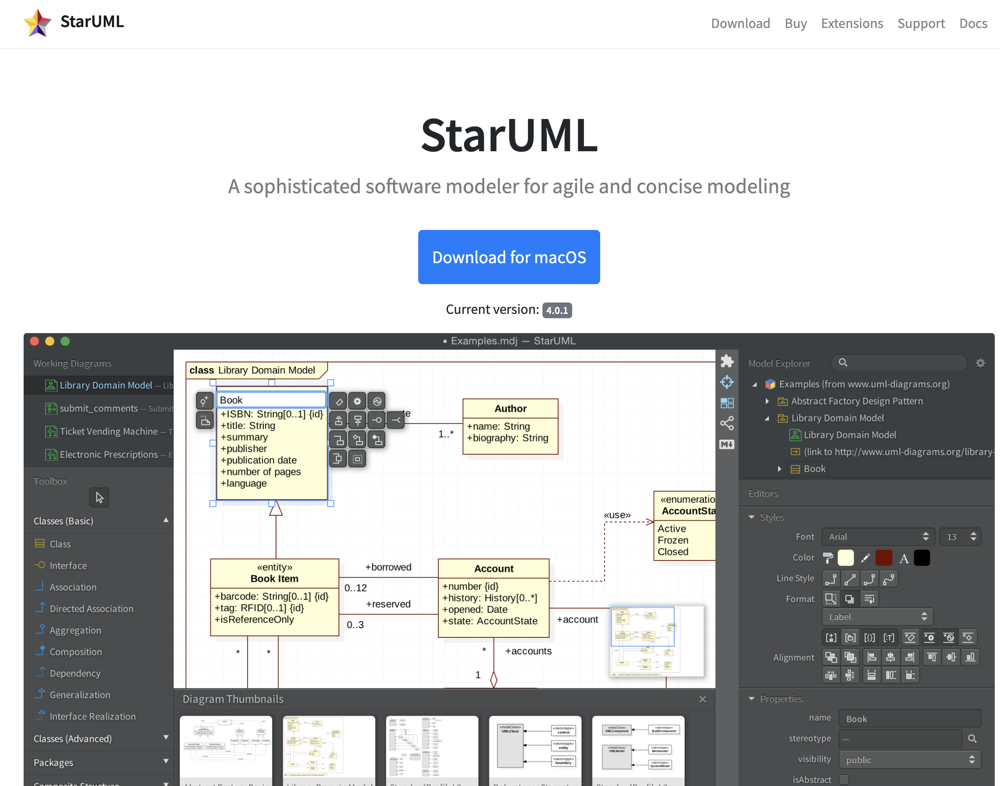 StarUML
Download Buy Extensions Support Docs
StarUML
A sophisticated software modeler for agile and concise modeling
Download for macOS
Current version: 4.0.1
• Examples.mdj — StarUML
Working Diagrams
Library Domain Model — Lib
submit_comments — Submit
Ticket Vending Machine — T
Electronic Prescriptions — E
Toolbox
Classes (Basic)
Class
Interface
Association
Directed Association
Aggregation
Composition
Dependency
Generalization
Interface Realization
Classes (Advanced)
Packages
Composite Structure
class Library Domain Model
Book
+ISBN: String[0..1] {id}
+title: String
+summary
+publisher
+publication date
+number of pages
+language
1..*
Author
+name: String
+biography: String
«use»
«enumeratio
AccountSta
Active
Frozen
Closed
«entity»
Book Item
+barcode: String[0..1] {id}
+tag: RFID[0..1] {id}
+isReferenceOnly
+borrowed
0..12
+reserved
0..3
Account
+number {id}
+history: History[0..*]
+opened: Date
+state: AccountState
+account
* *
* +accounts
1
Diagram Thumbnails
«metaClass»
UMLClass
«stereotype»
control
«stereotype»
entity
«stereotype»
boundary
«metaClass»
UMLComponent
«stereotype»
BuildComponent
«metaClass»
UMLModel
«stereotype»
Metamodel
«stereotype»
SystemModel
Library Domain Model
Model Explorer
Examples (from www.uml-diagrams.org)
Abstract Factory Design Pattern
Library Domain Model
Library Domain Model
(link to http://www.uml-diagrams.org/library-
Book
Editors
Styles
Font Arial 13
Color A
Line Style
Format
Label
Alignment
Properties
name Book
stereotype —
visibility public
isAbstract